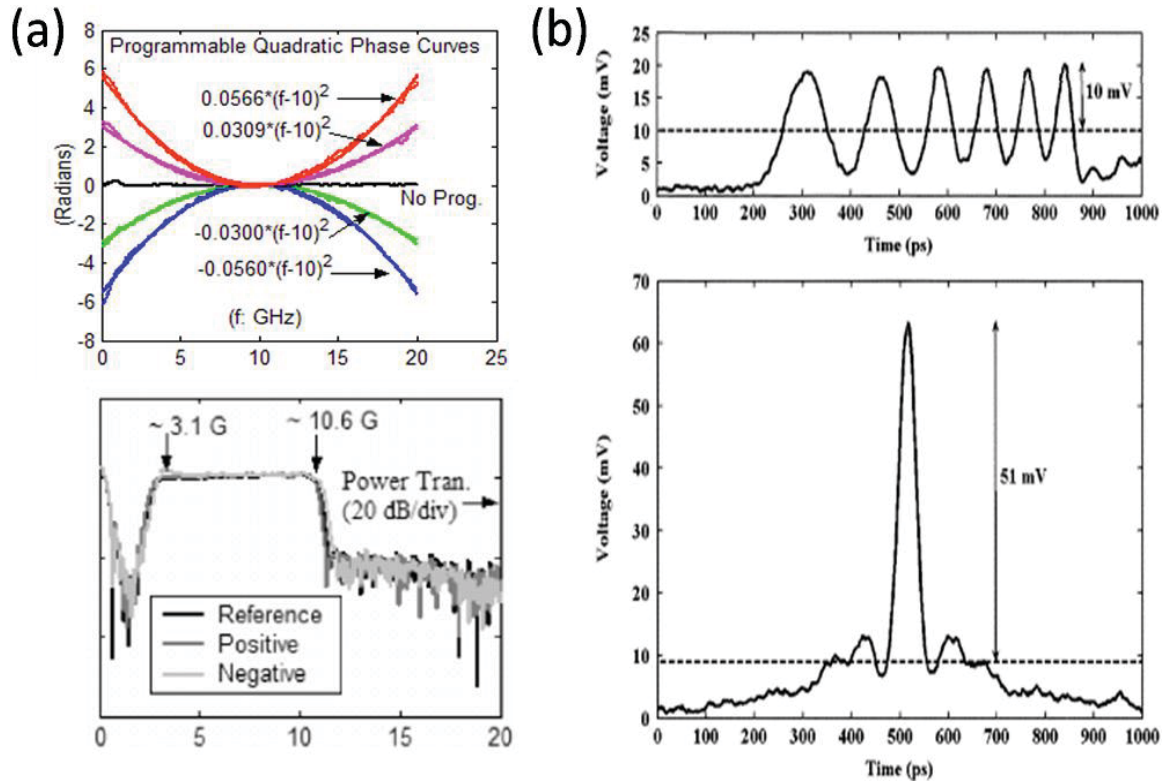 (a)
Programmable Quadratic Phase Curves
0.0566*(f-10)²
0.0309*(f-10)²
No Prog.
-0.0300*(f-10)²
-0.0560*(f-10)²
(f: GHz)
(Radians)
8
6
4
2
0
-2
-4
-6
-8
0 5 10 15 20 25
~ 3.1 G
~ 10.6 G
Power Tran.
(20 dB/div)
Reference
Positive
Negative
0 5 10 15 20
(b)
25
20
15
10
5
0
Voltage (mV)
10 mV
0 100 200 300 400 500 600 700 800 900 1000
Time (ps)
70
60
50
40
30
20
10
0
Voltage (mV)
51 mV
0 100 200 300 400 500 600 700 800 900 1000
Time (ps)